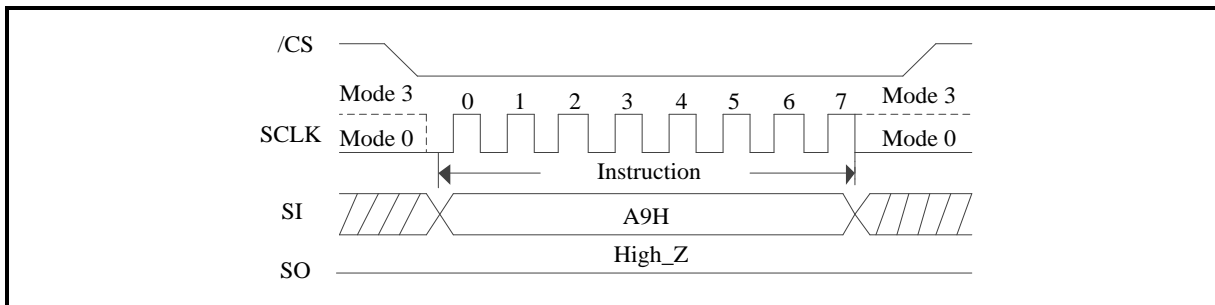 /CS
Mode 3 0 1 2 3 4 5 6 7 Mode 3
SCLK Mode 0 Mode 0
Instruction
SI A9H
High_Z
SO